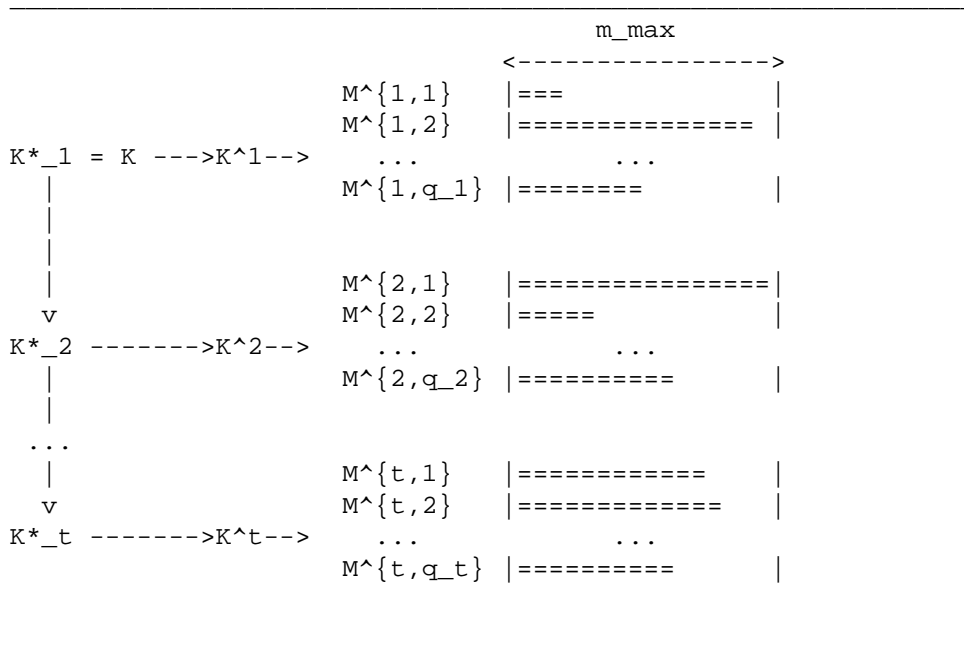 m_max
<---------------->
M^{1,1} |=== |
M^{1,2} |=============== |
K*_1 = K --->K^1--> ... ...
| M^{1,q_1} |======== |
|
|
| M^{2,1} |================|
v M^{2,2} |===== |
K*_2 ------->K^2--> ... ...
| M^{2,q_2} |========== |
|
...
| M^{t,1} |============ |
v M^{t,2} |============= |
K*_t ------->K^t--> ... ...
M^{t,q_t} |========== |